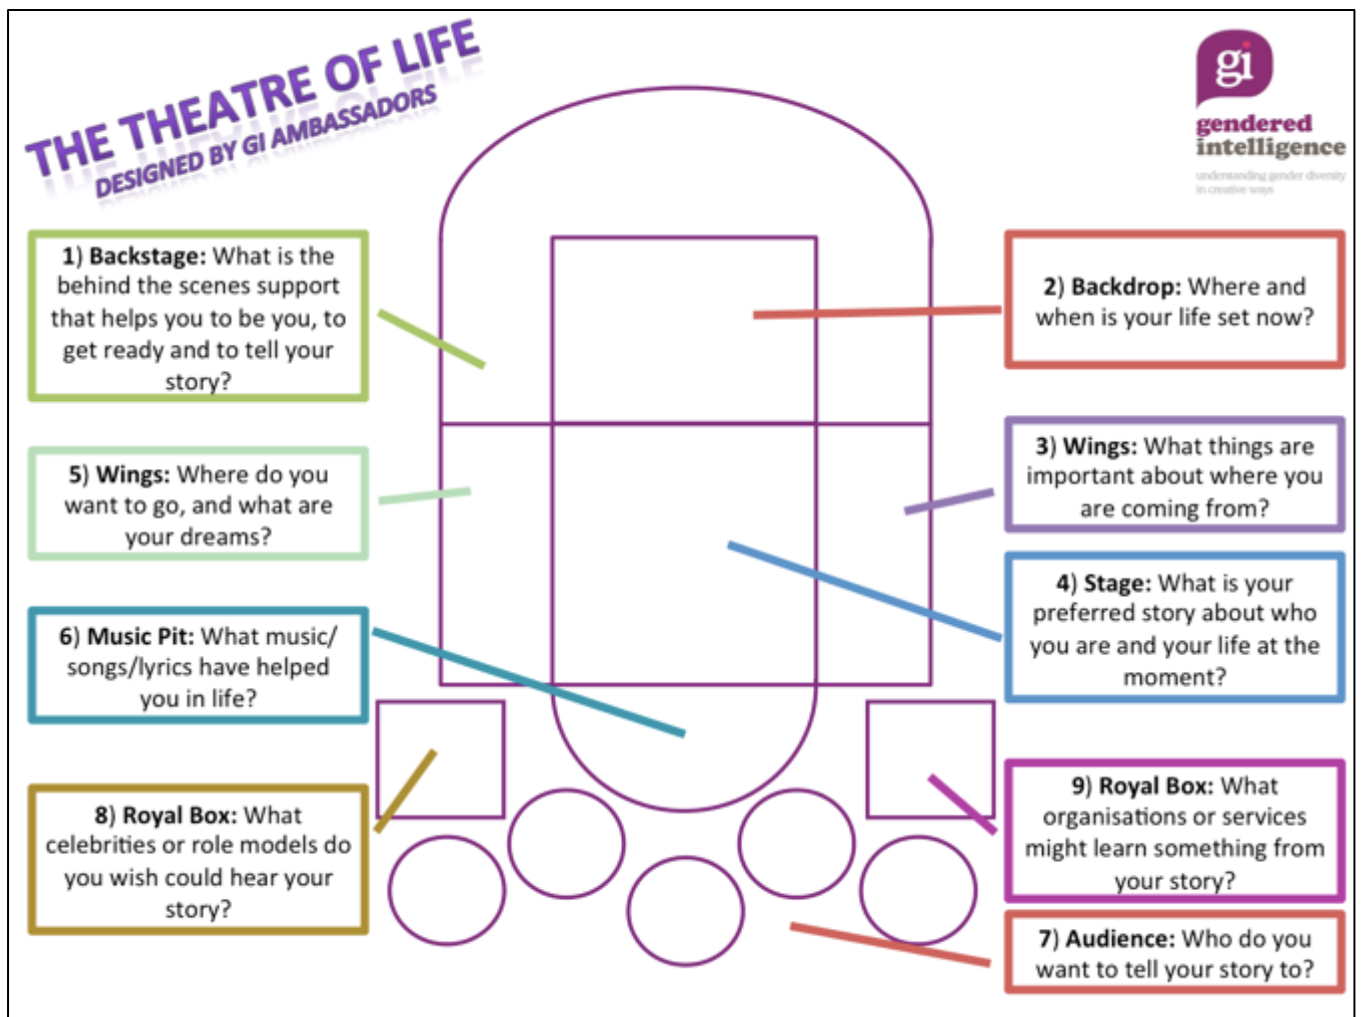 THE THEATRE OF LIFE
DESIGNED BY GI AMBASSADORS
gi
gendered
intelligence
understanding gender diversity
in creative ways
1) Backstage: What is the
behind the scenes support
that helps you to be you, to
get ready and to tell your
story?
2) Backdrop: Where and
when is your life set now?
3) Wings: What things are
important about where you
are coming from?
4) Stage: What is your
preferred story about who
you are and your life at the
moment?
5) Wings: Where do you
want to go, and what are
your dreams?
6) Music Pit: What music/
songs/lyrics have helped
you in life?
7) Audience: Who do you
want to tell your story to?
8) Royal Box: What
celebrities or role models do
you wish could hear your
story?
9) Royal Box: What
organisations or services
might learn something from
your story?